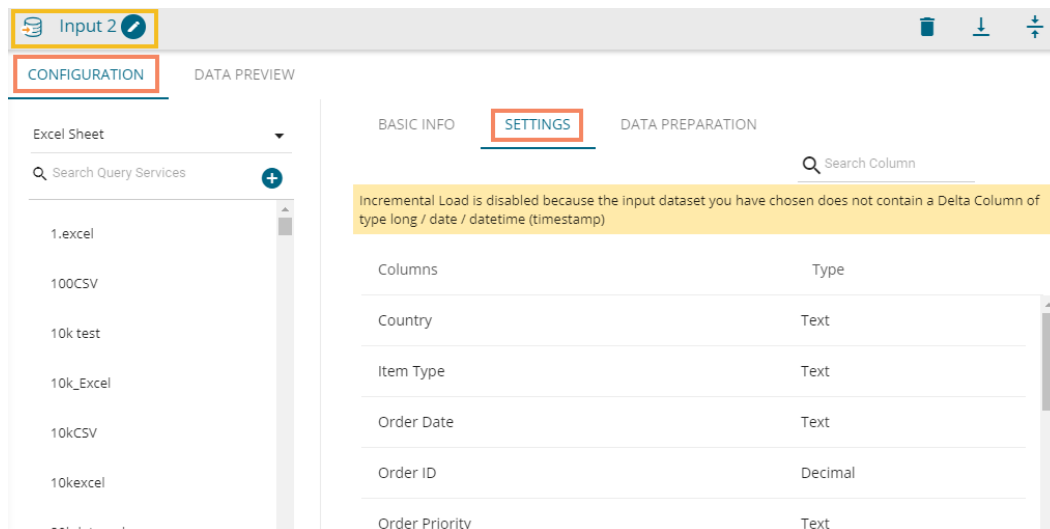 Input 2
CONFIGURATION
DATA PREVIEW
Excel Sheet
Search Query Services
1.excel
100CSV
10k test
10k_Excel
10kCSV
10kexcel
BASIC INFO
SETTINGS
DATA PREPARATION
Search Column
Incremental Load is disabled because the input dataset you have chosen does not contain a Delta Column of
type long / date / datetime (timestamp)
Columns Type
Country Text
Item Type Text
Order Date Text
Order ID Decimal
Order Priority Text